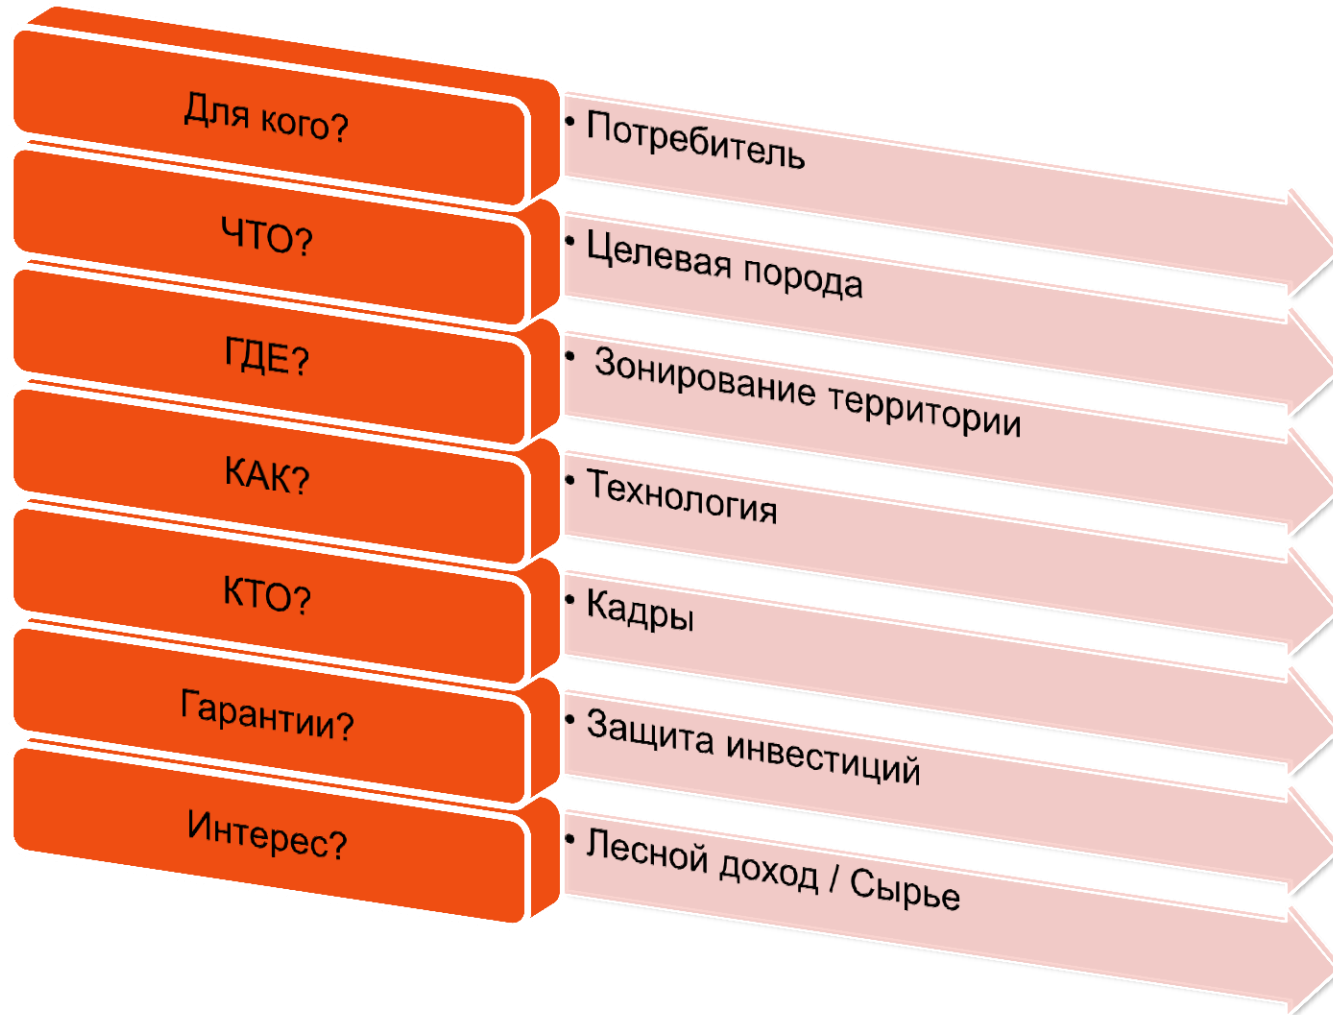 Для кого?
• Потребитель
ЧТО?
• Целевая порода
ГДЕ?
• Зонирование территории
КАК?
• Технология
КТО?
• Кадры
Гарантии?
• Защита инвестиций
Интерес?
• Лесной доход / Сырье